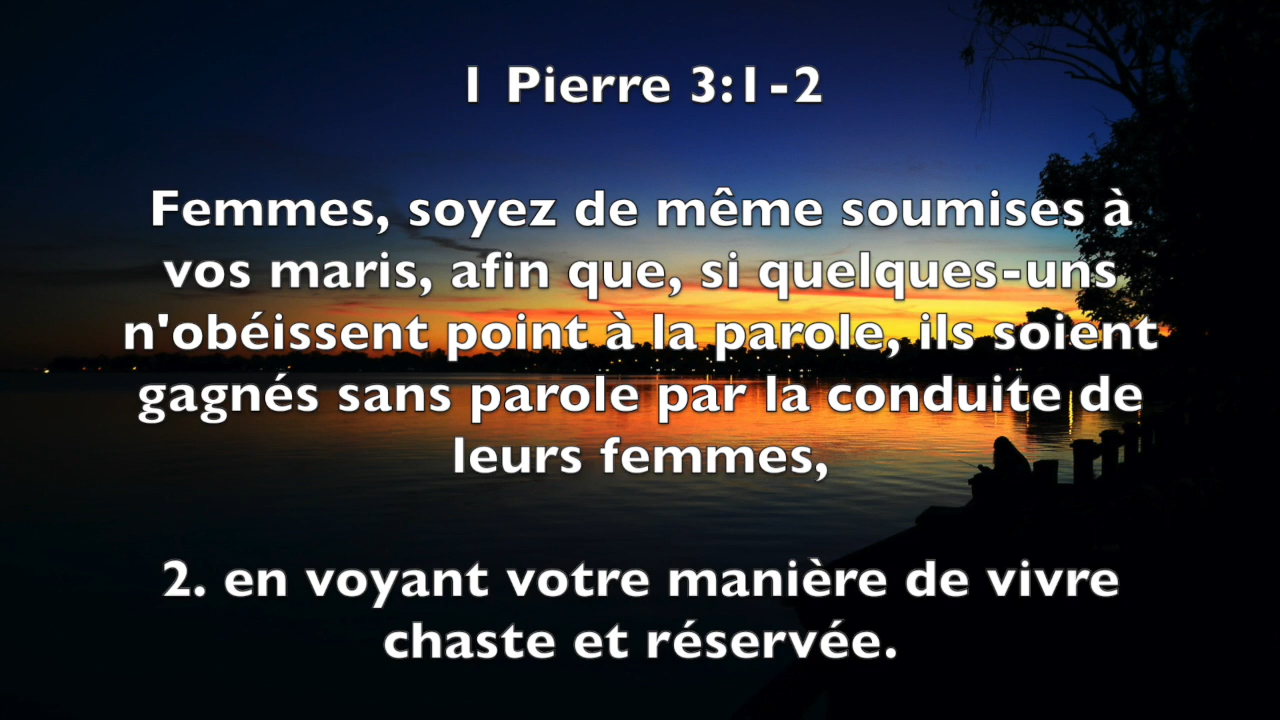 1 Pierre 3:1-2
Femmes, soyez de même soumises à
vos maris, afin que, si quelques-uns
n'obéissent point à la parole, ils soient
gagnés sans parole par la conduite de
leurs femmes,
2. en voyant votre manière de vivre
chaste et réservée.